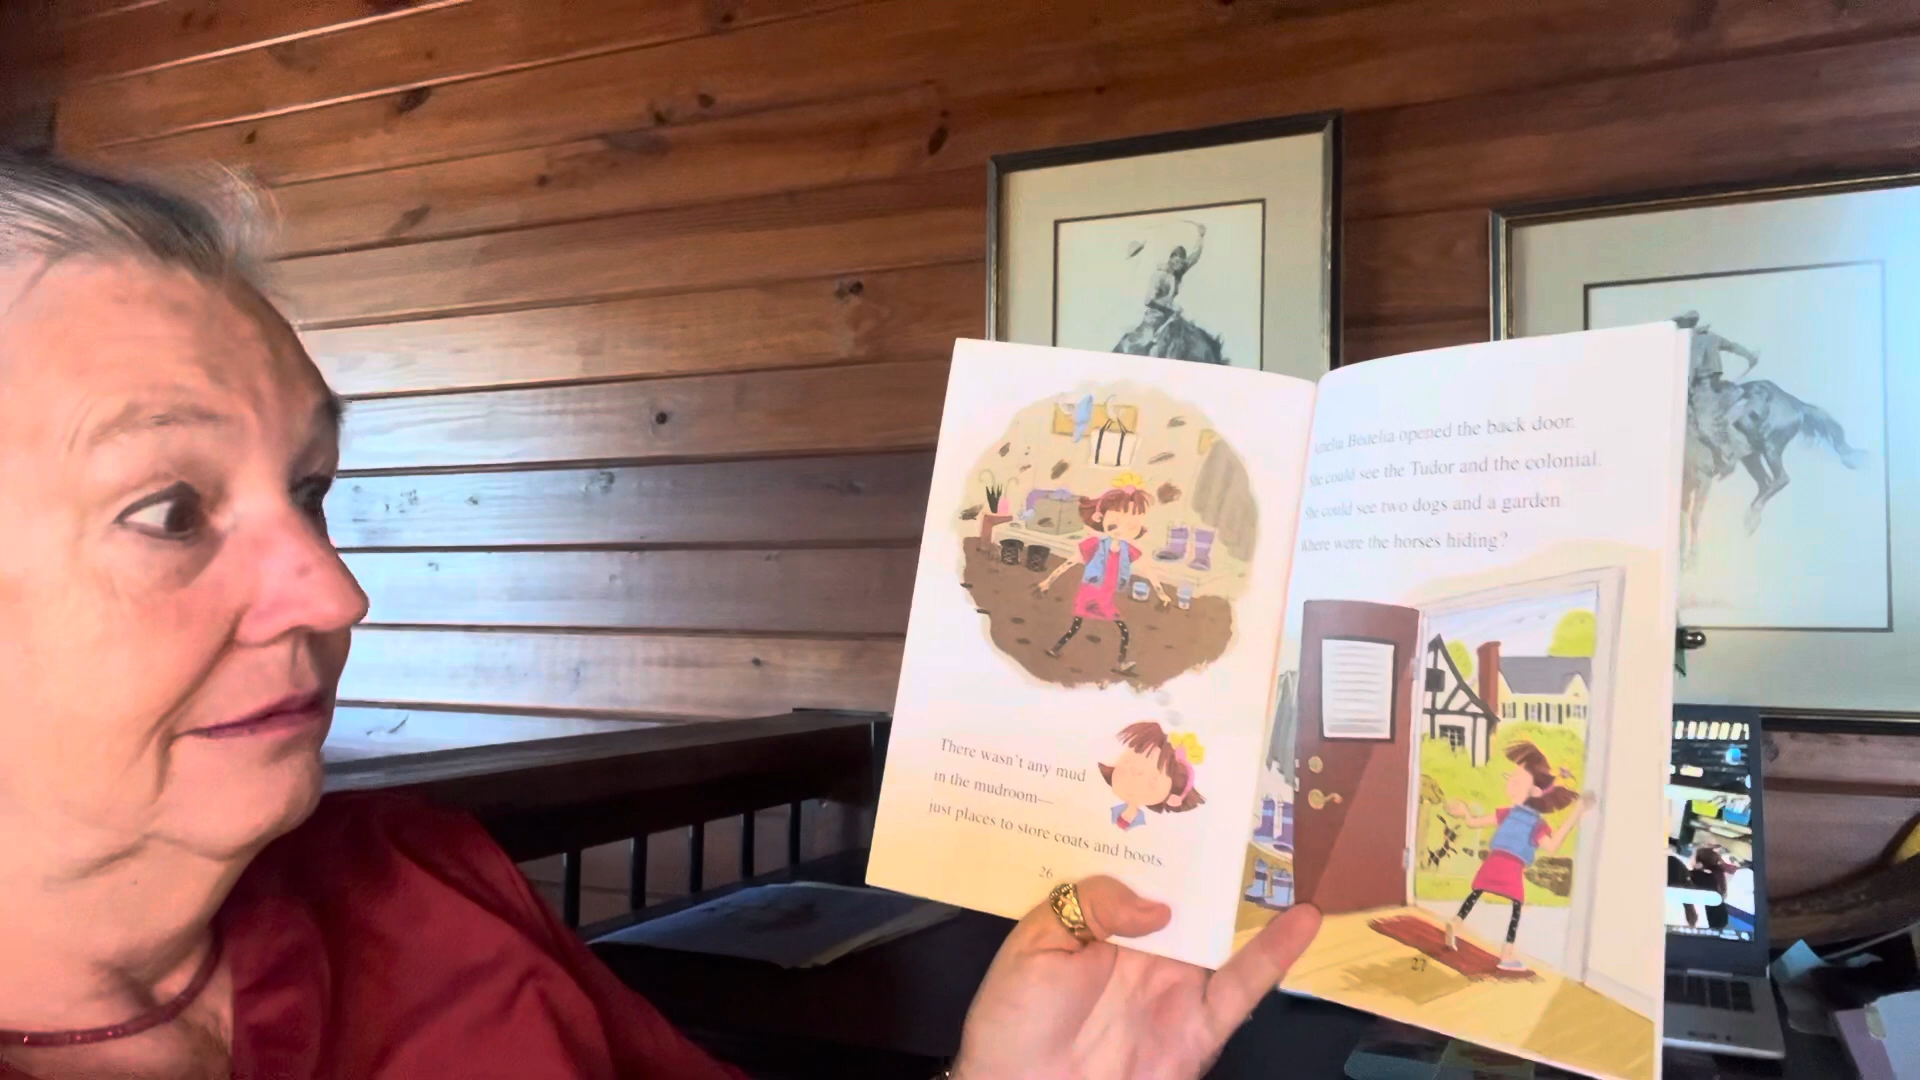 There wasn't any mud
in the mudroom—
just places to store coats and boots.
26
Amelia Bedelia opened the back door.
She could see the Tudor and the colonial.
She could see two dogs and a garden.
Where were the horses hiding?
27